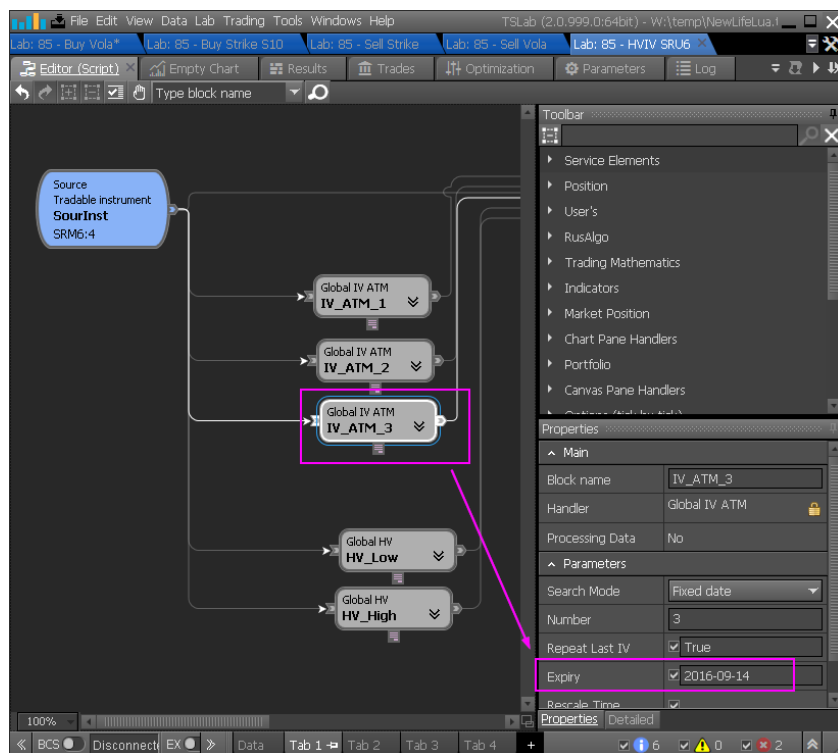 File Edit View Data Lab Trading Tools Windows Help
TSLab (2.0.999.0:64bit) - W:\temp\NewLifeLua.t
Lab: 85 - Buy Vola*
Lab: 85 - Buy Strike S10
Lab: 85 - Sell Strike
Lab: 85 - Sell Vola
Lab: 85 - HVIV SRU6
Editor (Script)
Empty Chart
Results
Trades
Optimization
Parameters
Log
Type block name
Source
Tradable instrument
SourInst
SRM6:4
Global IV ATM
IV_ATM_1
Global IV ATM
IV_ATM_2
Global IV ATM
IV_ATM_3
Global HV
HV_Low
Global HV
HV_High
Toolbar
Service Elements
Position
User's
RusAlgo
Trading Mathematics
Indicators
Market Position
Chart Pane Handlers
Portfolio
Canvas Pane Handlers
Options (tick by tick)
Properties
Main
Block name IV_ATM_3
Handler Global IV ATM
Processing Data No
Parameters
Search Mode Fixed date
Number 3
Repeat Last IV True
Expiry 2016-09-14
Rescale Time
Properties Detailed
100%
BCS Disconnect EX Data Tab 1 Tab 2 Tab 3 Tab 4 + 6 0 2